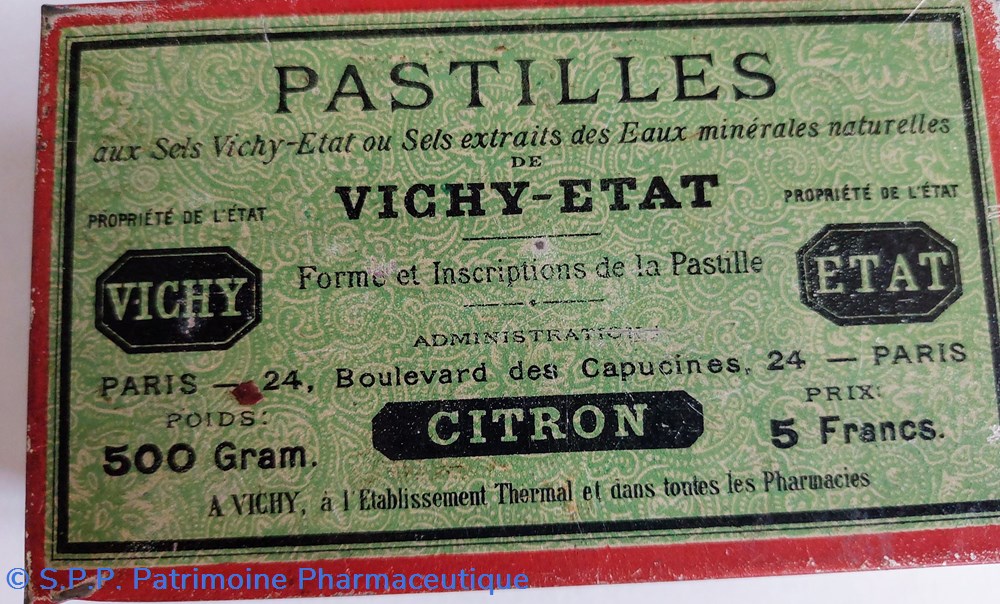 PASTILLES
aux Sels Vichy-Etat ou Sels extraits des Eaux minérales naturelles
DE
VICHY-ETAT
PROPRIÉTÉ DE L'ÉTAT
PROPRIÉTÉ DE L'ÉTAT
VICHY
Forme et Inscriptions de la Pastille
ÉTAT
ADMINISTRATION:
PARIS — 24, Boulevard des Capucines, 24 — PARIS
POIDS:
500 Gram.
CITRON
PRIX:
5 Francs.
A VICHY, à l'Etablissement Thermal et dans toutes les Pharmacies
© S.P.P. Patrimoine Pharmaceutique